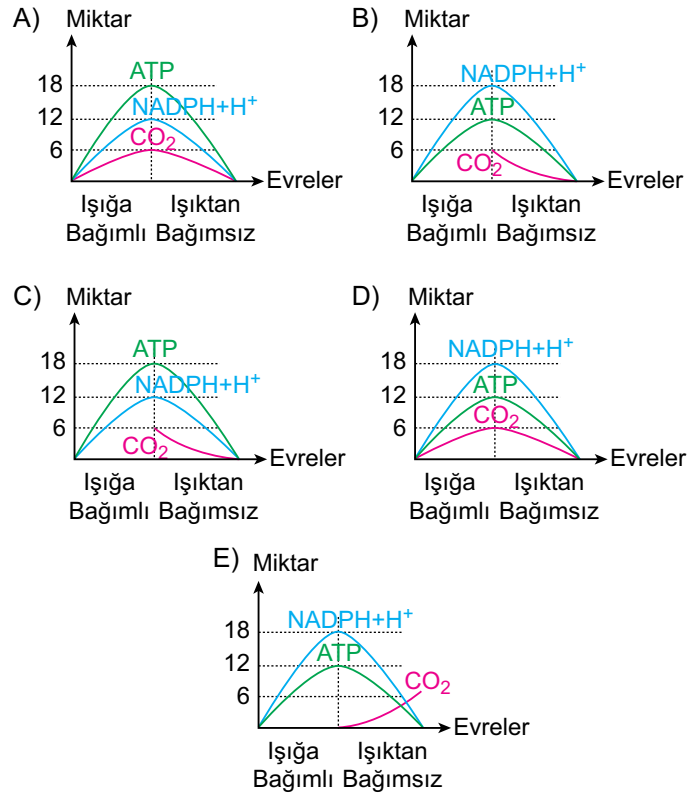 A) Miktar
18
12
6
ATP
NADPH+H⁺
CO₂
Evreler
Işığa Işıktan
Bağımlı Bağımsız
B) Miktar
18
12
6
NADPH+H⁺
ATP
CO₂
Evreler
Işığa Işıktan
Bağımlı Bağımsız
C) Miktar
18
12
6
ATP
NADPH+H⁺
CO₂
Evreler
Işığa Işıktan
Bağımlı Bağımsız
D) Miktar
18
12
6
NADPH+H⁺
ATP
CO₂
Evreler
Işığa Işıktan
Bağımlı Bağımsız
E) Miktar
18
12
6
NADPH+H⁺
ATP
CO₂
Evreler
Işığa Işıktan
Bağımlı Bağımsız